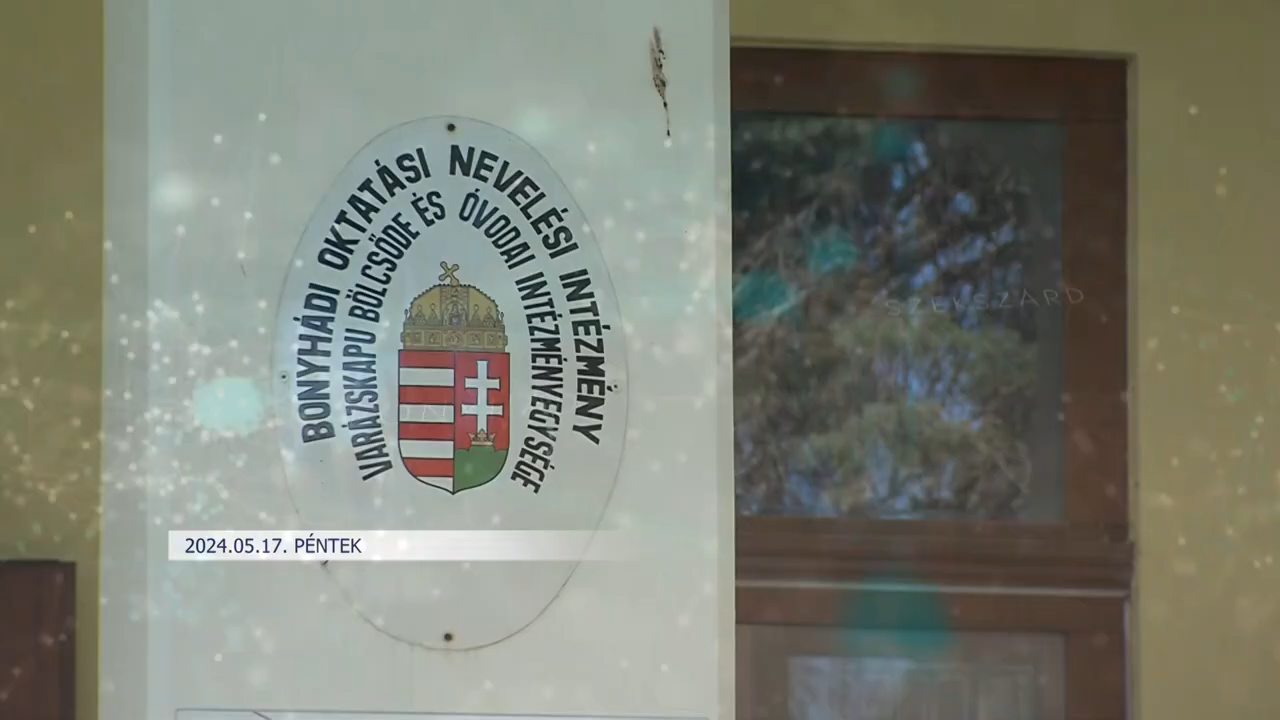 BONYHÁDI OKTATÁSI NEVELÉSI INTÉZMÉNY
VARÁZSKAPU BÖLCSŐDE ÉS ÓVODAI INTÉZMÉNYEGYSÉGE
SZEKSZÁRD
2024.05.17. PÉNTEK